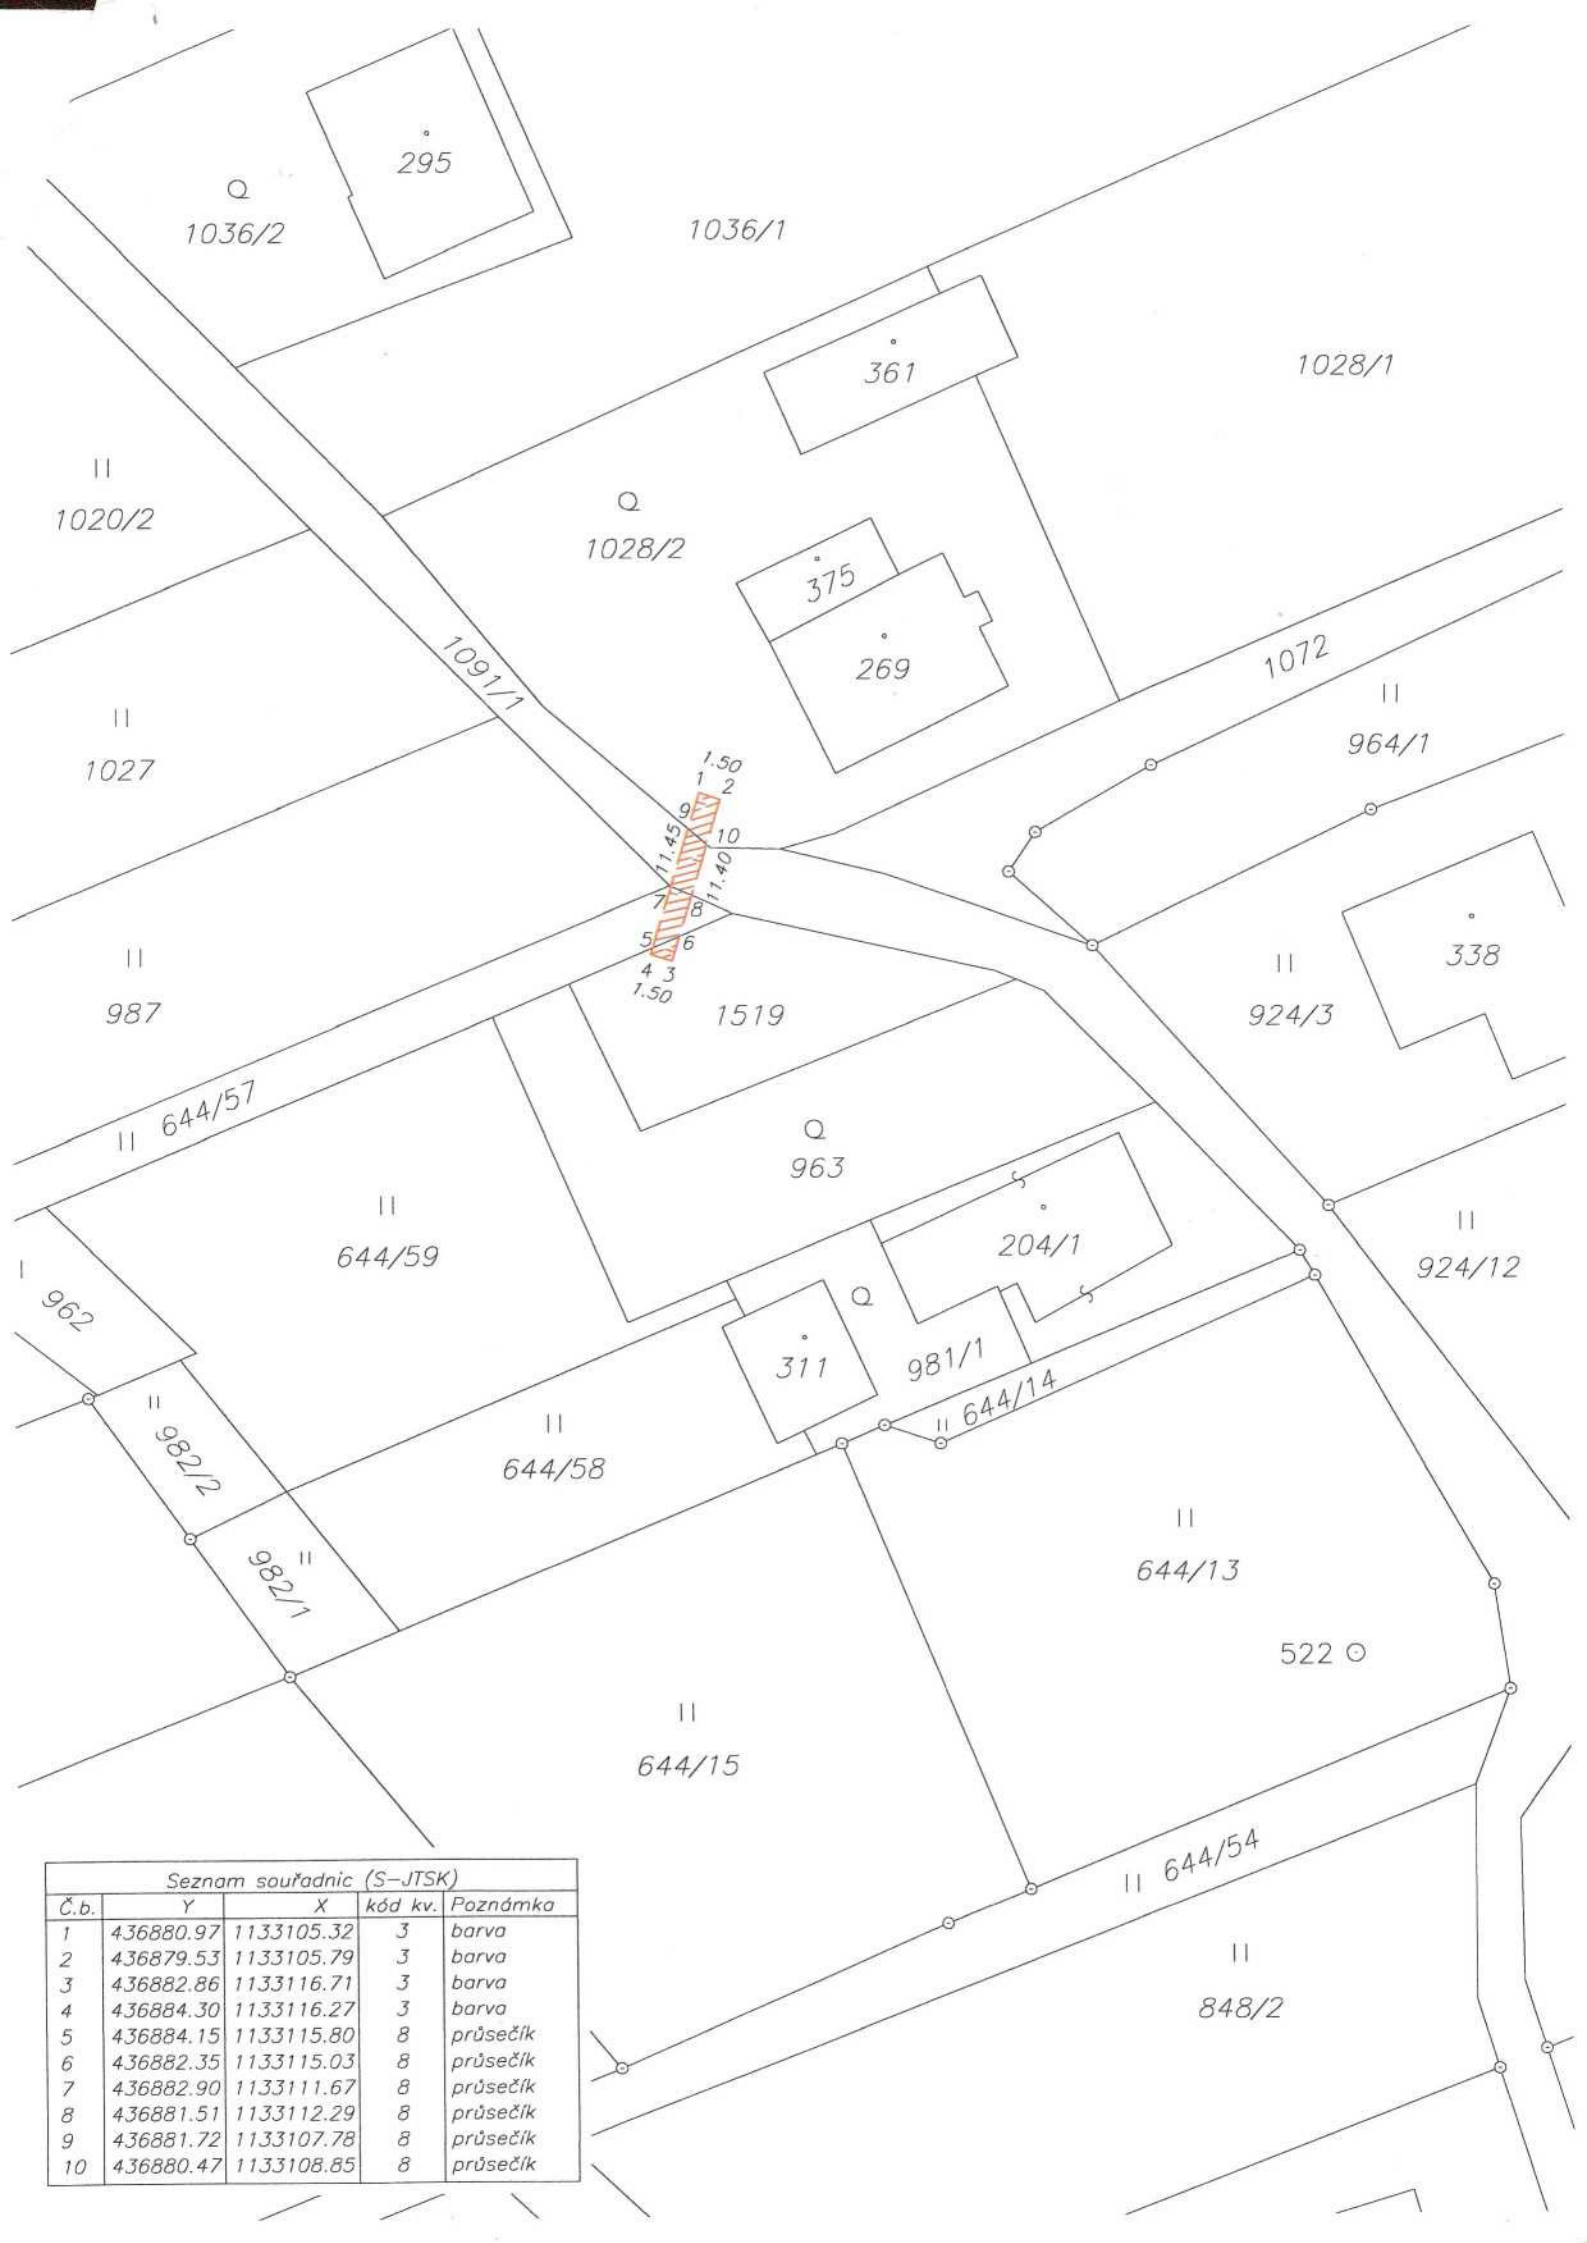 295
Q
1036/2
1036/1
361
1028/1
II
1020/2
Q
1028/2
375
269
1091/1
1072
II
964/1
II
1027
1.50
1 2
9
10
11.45
11.40
7
8
5 6
4 3
1.50
II
987
1519
II
924/3
338
II 644/57
Q
963
II
644/59
204/1
II
924/12
I
962
Q
311
981/1
II 644/14
II
982/2
II
644/58
II
982/1
II
644/13
522
II
644/15
II 644/54
II
848/2
Seznam souřadnic (S-JTSK)
Č.b. Y X kód kv. Poznámka
1 436880.97 1133105.32 3 barva
2 436879.53 1133105.79 3 barva
3 436882.86 1133116.71 3 barva
4 436884.30 1133116.27 3 barva
5 436884.15 1133115.80 8 průsečík
6 436882.35 1133115.03 8 průsečík
7 436882.90 1133111.67 8 průsečík
8 436881.51 1133112.29 8 průsečík
9 436881.72 1133107.78 8 průsečík
10 436880.47 1133108.85 8 průsečík